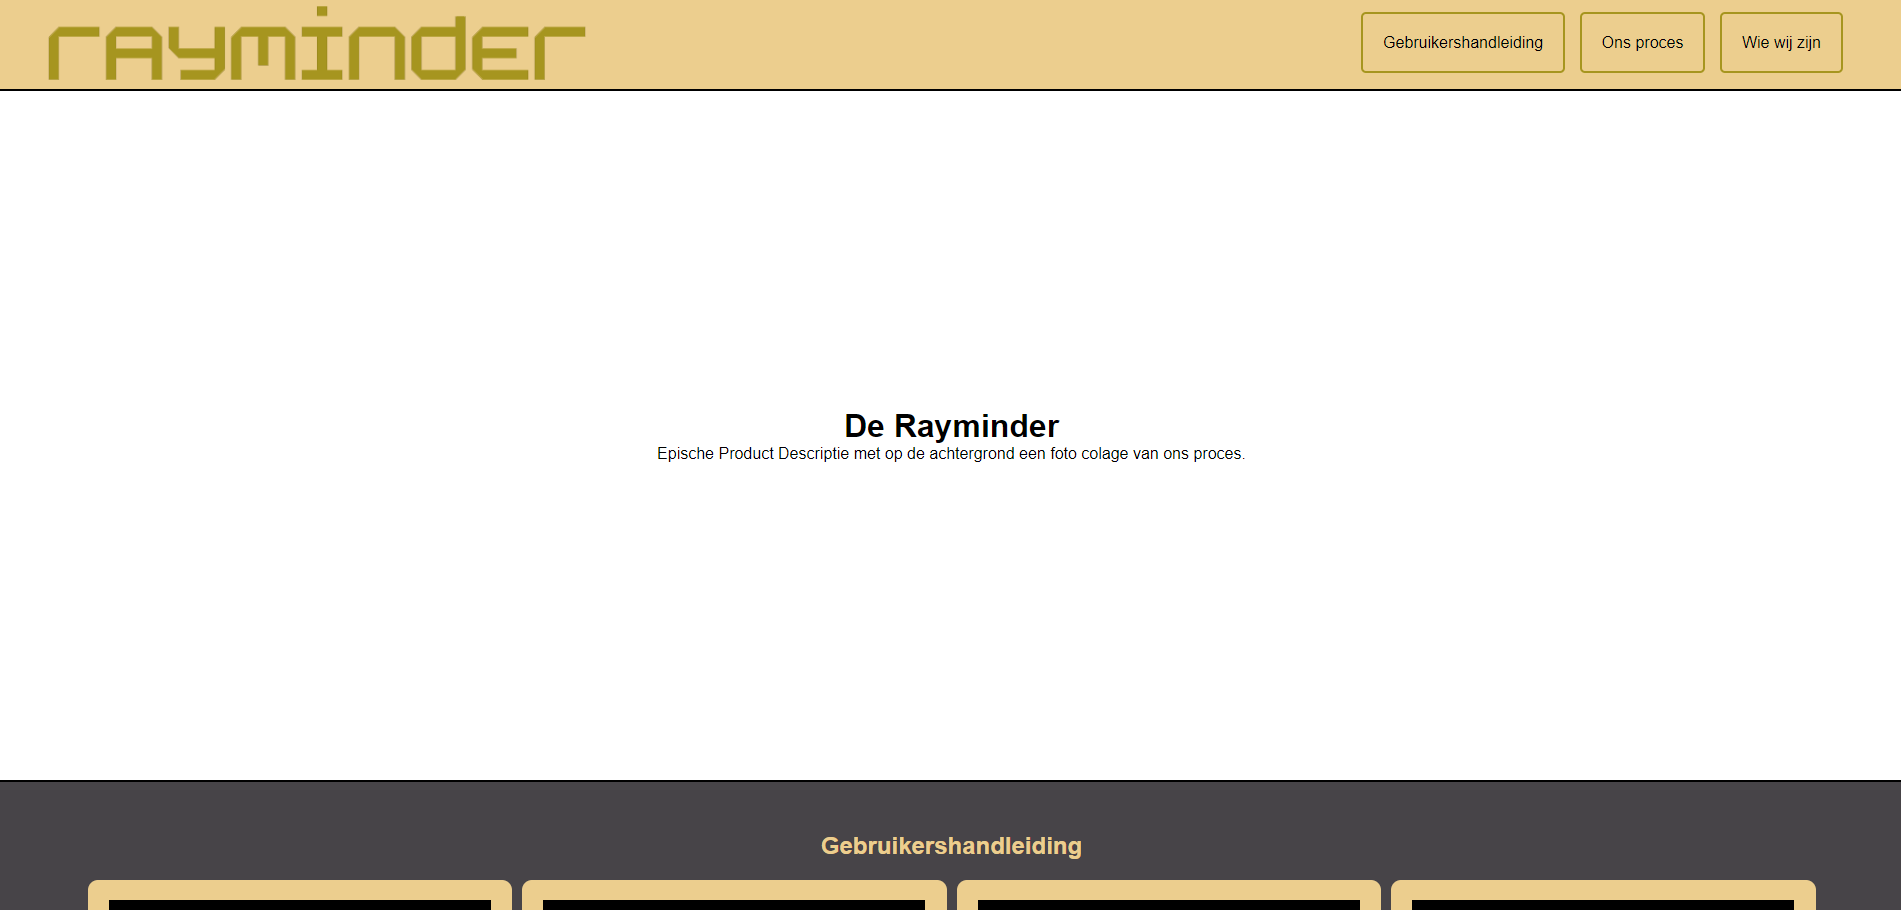 rayminder
Gebruikershandleiding
Ons proces
Wie wij zijn
De Rayminder
Epische Product Descriptie met op de achtergrond een foto colage van ons proces.
Gebruikershandleiding